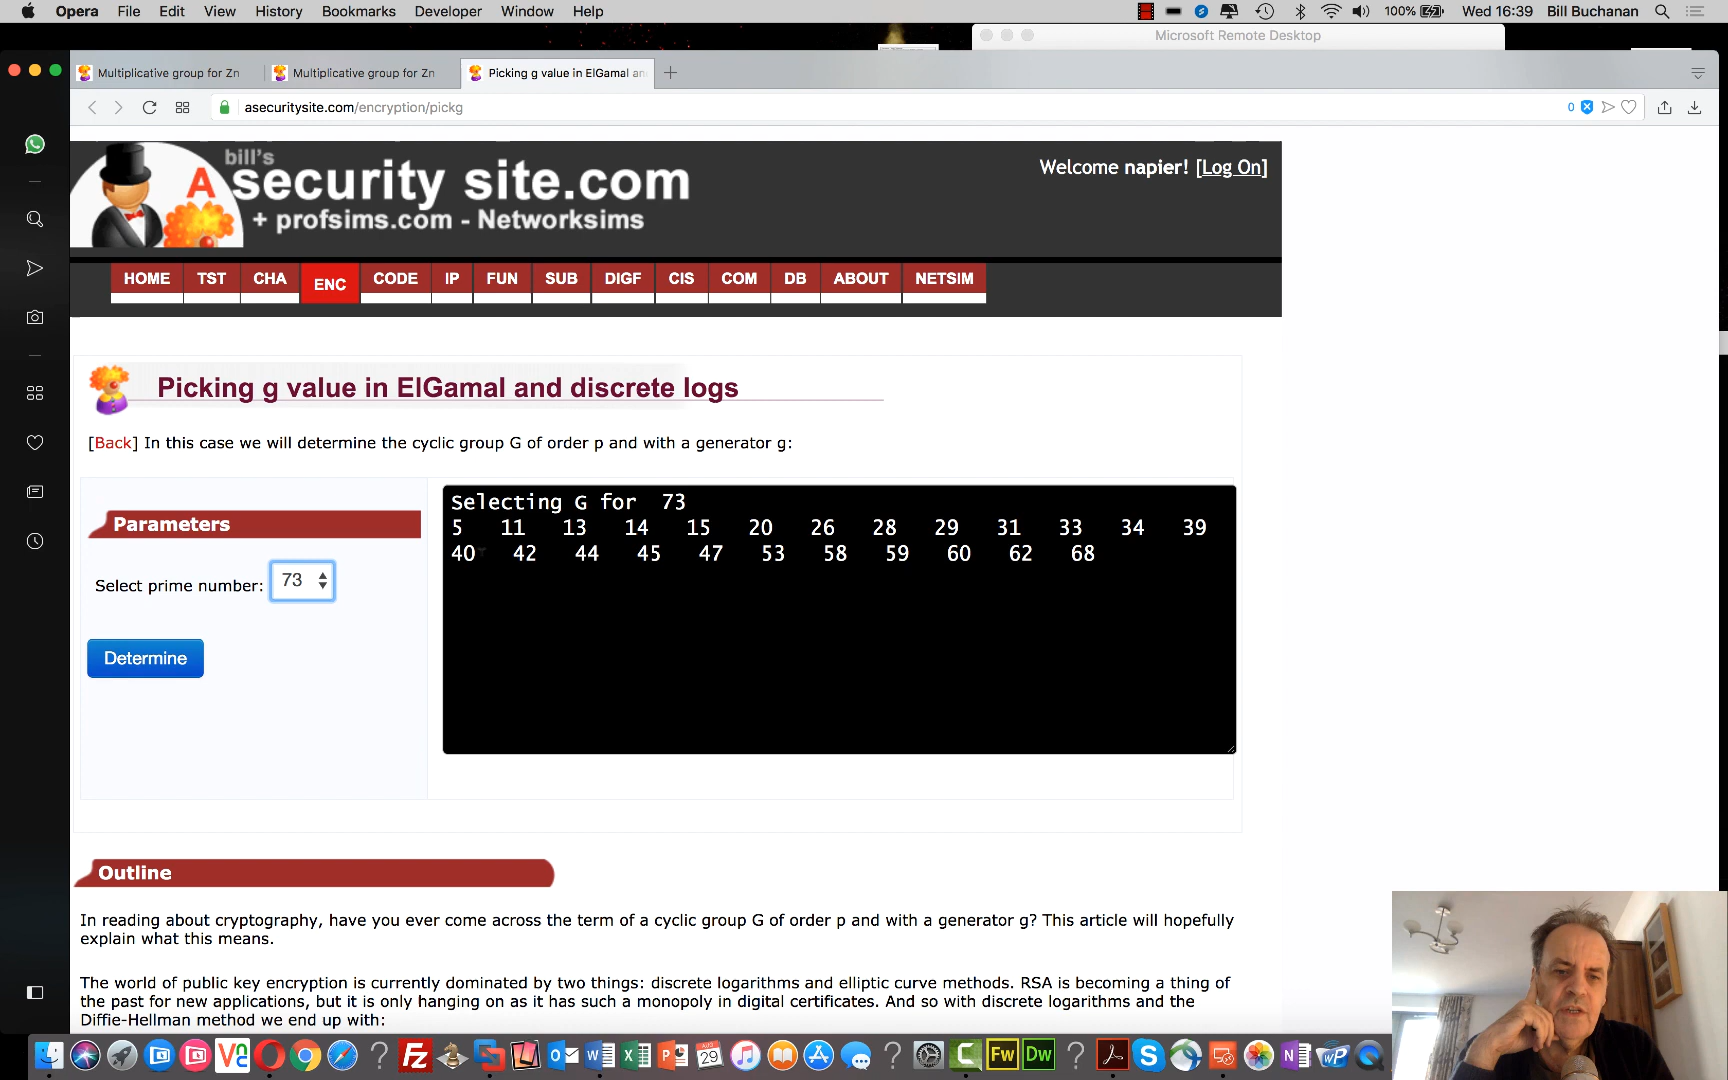 Opera File Edit View History Bookmarks Developer Window Help 100% Wed 16:39 Bill Buchanan
Microsoft Remote Desktop
Multiplicative group for Zn Multiplicative group for Zn Picking g value in ElGamal an
asecuritysite.com/encryption/pickg 0
bill's
A security site.com
+ profsims.com - Networksims
Welcome napier! [Log On]
HOME TST CHA ENC CODE IP FUN SUB DIGF CIS COM DB ABOUT NETSIM
Picking g value in ElGamal and discrete logs
[Back] In this case we will determine the cyclic group G of order p and with a generator g:
Parameters
Select prime number: 73
Determine
Selecting G for 73
5 11 13 14 15 20 26 28 29 31 33 34 39
40 42 44 45 47 53 58 59 60 62 68
Outline
In reading about cryptography, have you ever come across the term of a cyclic group G of order p and with a generator g? This article will hopefully
explain what this means.
The world of public key encryption is currently dominated by two things: discrete logarithms and elliptic curve methods. RSA is becoming a thing of
the past for new applications, but it is only hanging on as it has such a monopoly in digital certificates. And so with discrete logarithms and the
Diffie-Hellman method we end up with:
AUG
29
Fz
Fw Dw